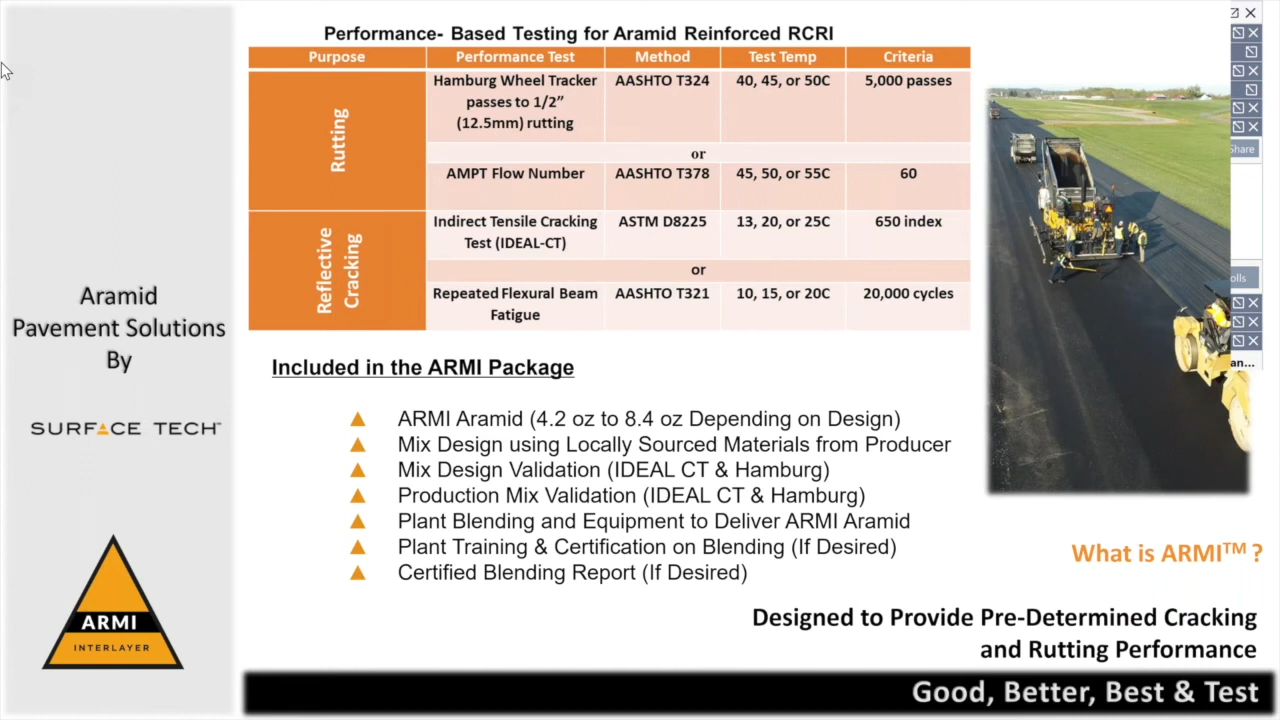 Performance- Based Testing for Aramid Reinforced RCRI
Purpose Performance Test Method Test Temp Criteria
Rutting
Hamburg Wheel Tracker AASHTO T324 40, 45, or 50C 5,000 passes
passes to 1/2”
(12.5mm) rutting
or
AMPT Flow Number AASHTO T378 45, 50, or 55C 60
Reflective
Cracking
Indirect Tensile Cracking ASTM D8225 13, 20, or 25C 650 index
Test (IDEAL-CT)
or
Repeated Flexural Beam AASHTO T321 10, 15, or 20C 20,000 cycles
Fatigue
Share
olls
an...
Aramid
Pavement Solutions
By
SURFACE TECH
ARMI
INTERLAYER
Included in the ARMI Package
ARMI Aramid (4.2 oz to 8.4 oz Depending on Design)
Mix Design using Locally Sourced Materials from Producer
Mix Design Validation (IDEAL CT & Hamburg)
Production Mix Validation (IDEAL CT & Hamburg)
Plant Blending and Equipment to Deliver ARMI Aramid
Plant Training & Certification on Blending (If Desired)
Certified Blending Report (If Desired)
What is ARMI™ ?
Designed to Provide Pre-Determined Cracking
and Rutting Performance
Good, Better, Best & Test